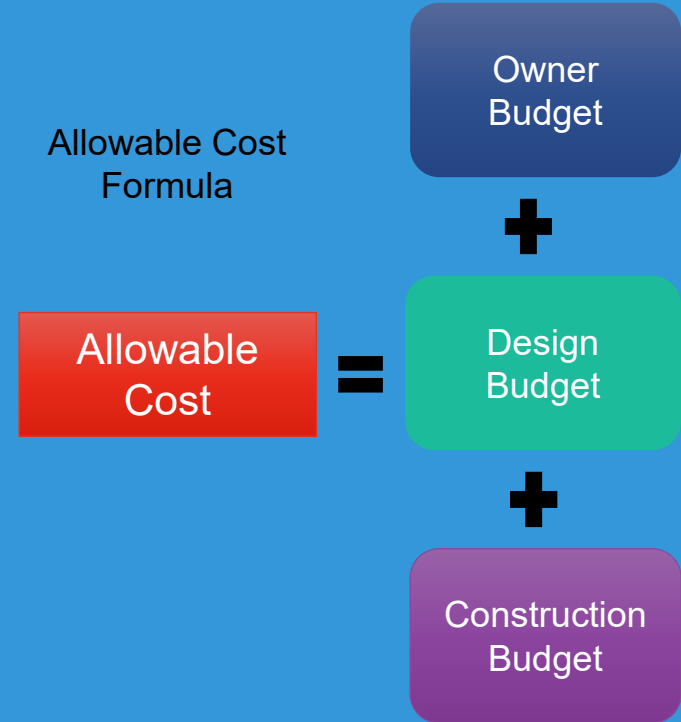 Allowable Cost
Formula
Allowable
Cost
=
Owner
Budget
+
Design
Budget
+
Construction
Budget